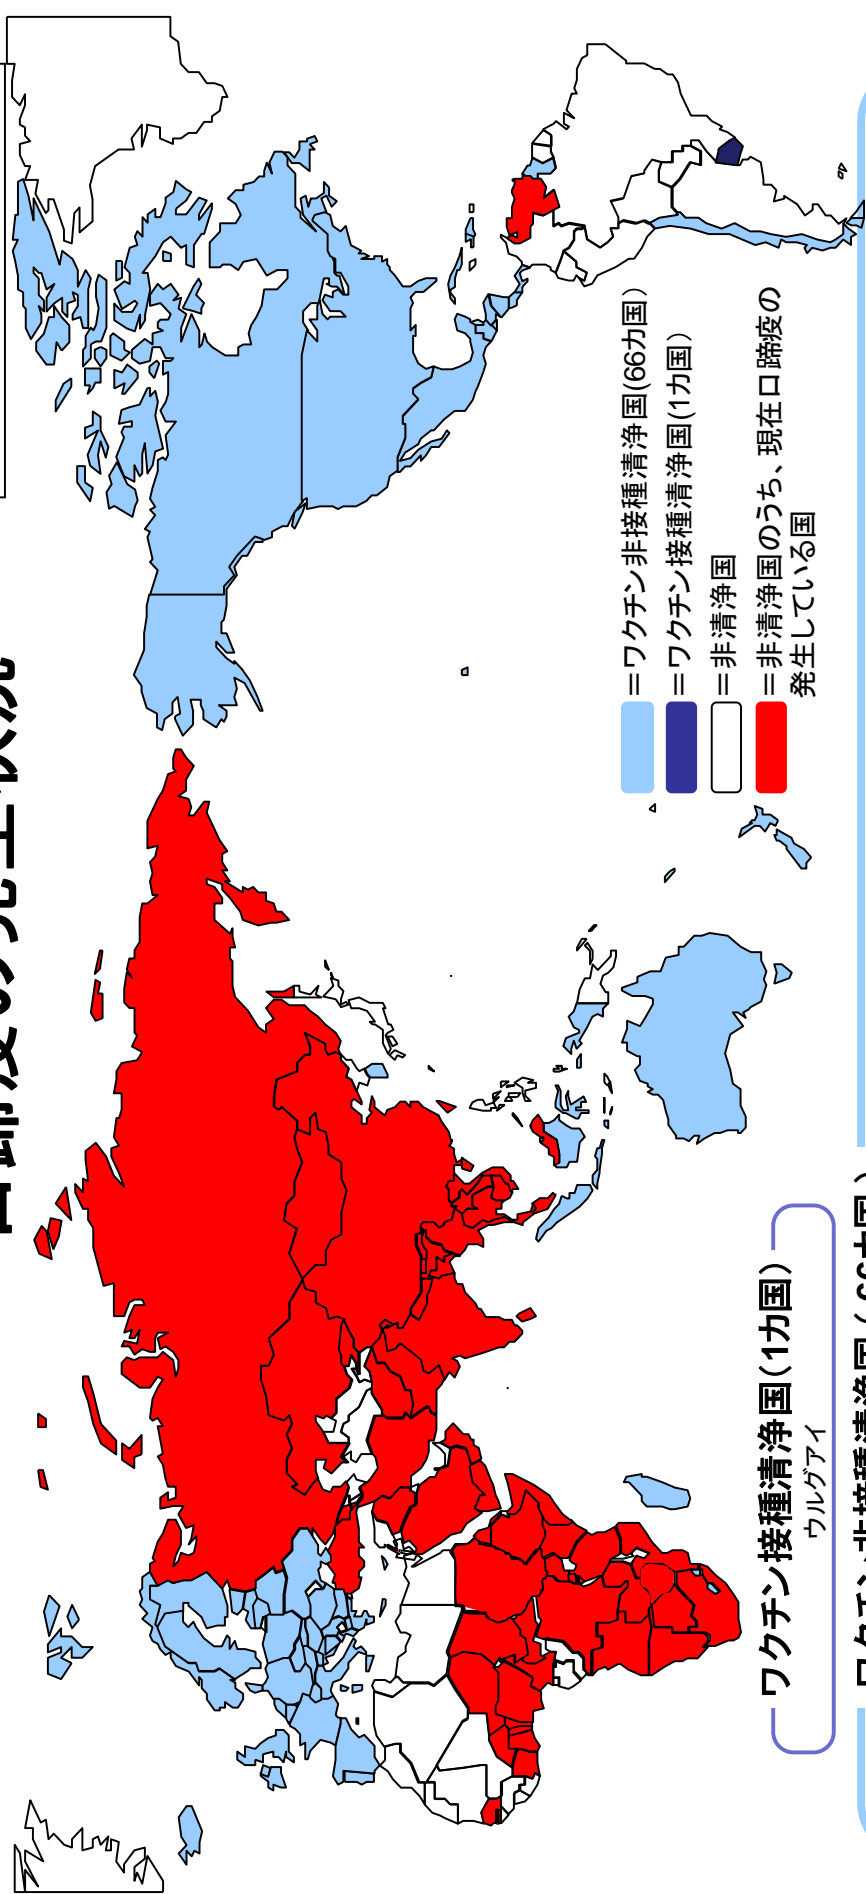 ＝ワクチン非接種清浄国(66カ国)
＝ワクチン接種清浄国(1カ国)
＝非清浄国
＝非清浄国のうち、現在口蹄疫の
発生している国
ワクチン接種清浄国(1カ国)
ウルグアイ